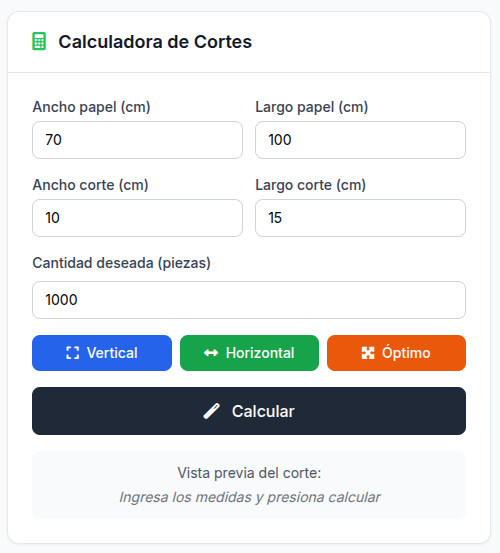 Calculadora de Cortes
Ancho papel (cm) Largo papel (cm)
70 100
Ancho corte (cm) Largo corte (cm)
10 15
Cantidad deseada (piezas)
1000
Vertical Horizontal Óptimo
Calcular
Vista previa del corte:
Ingresa los medidas y presiona calcular